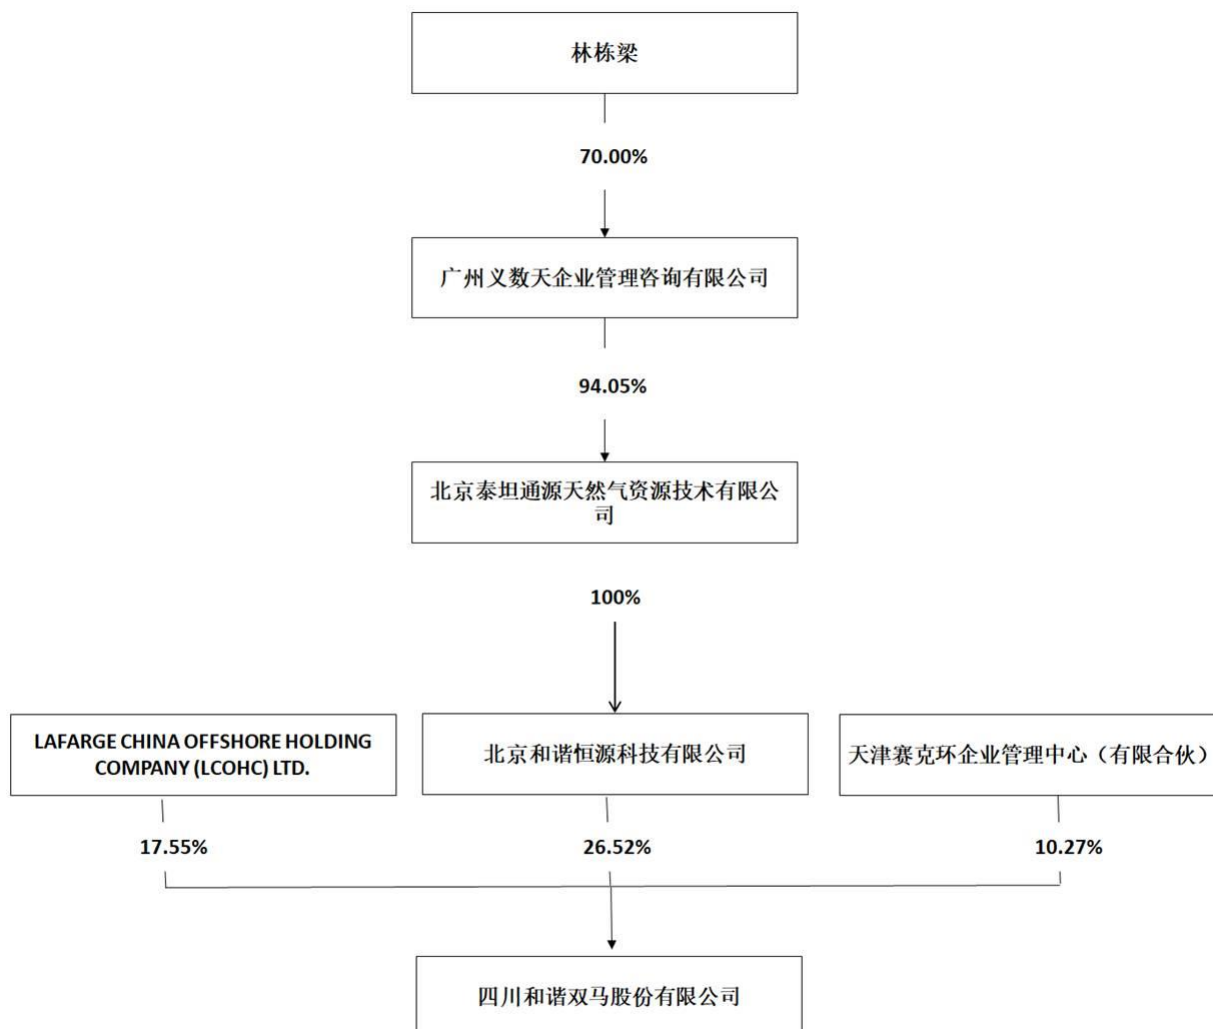 林栋梁
70.00%
广州义数天企业管理咨询有限公司
94.05%
北京泰坦通源天然气资源技术有限公
司
100%
LAFARGE CHINA OFFSHORE HOLDING
COMPANY (LCOHC) LTD.
北京和谐恒源科技有限公司
天津赛克环企业管理中心（有限合伙）
17.55%
26.52%
10.27%
四川和谐双马股份有限公司